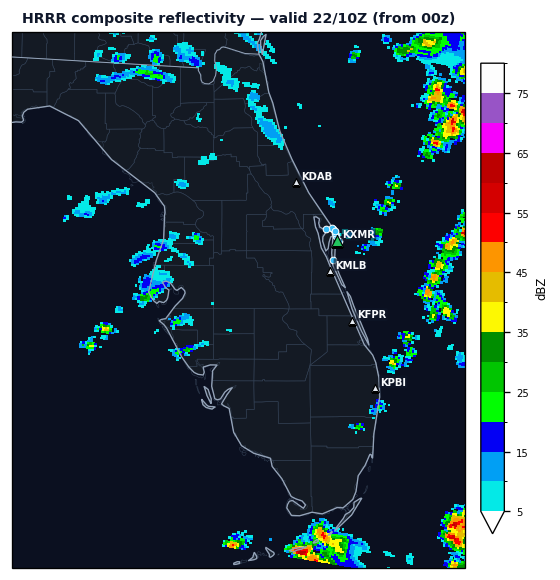 HRRR composite reflectivity — valid 22/10Z (from 00z)
75
65
55
45
35
25
15
5
dBZ
KDAB
KXMR
KMLB
KFPR
KPBI